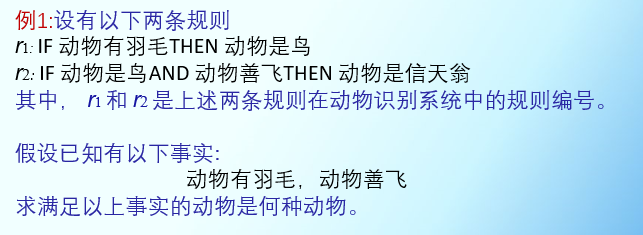 例1:设有以下两条规则
r1: IF 动物有羽毛THEN 动物是鸟
r2: IF 动物是鸟AND 动物善飞THEN 动物是信天翁
其中， r1 和 r2 是上述两条规则在动物识别系统中的规则编号。
假设已知有以下事实:
动物有羽毛，动物善飞
求满足以上事实的动物是何种动物。